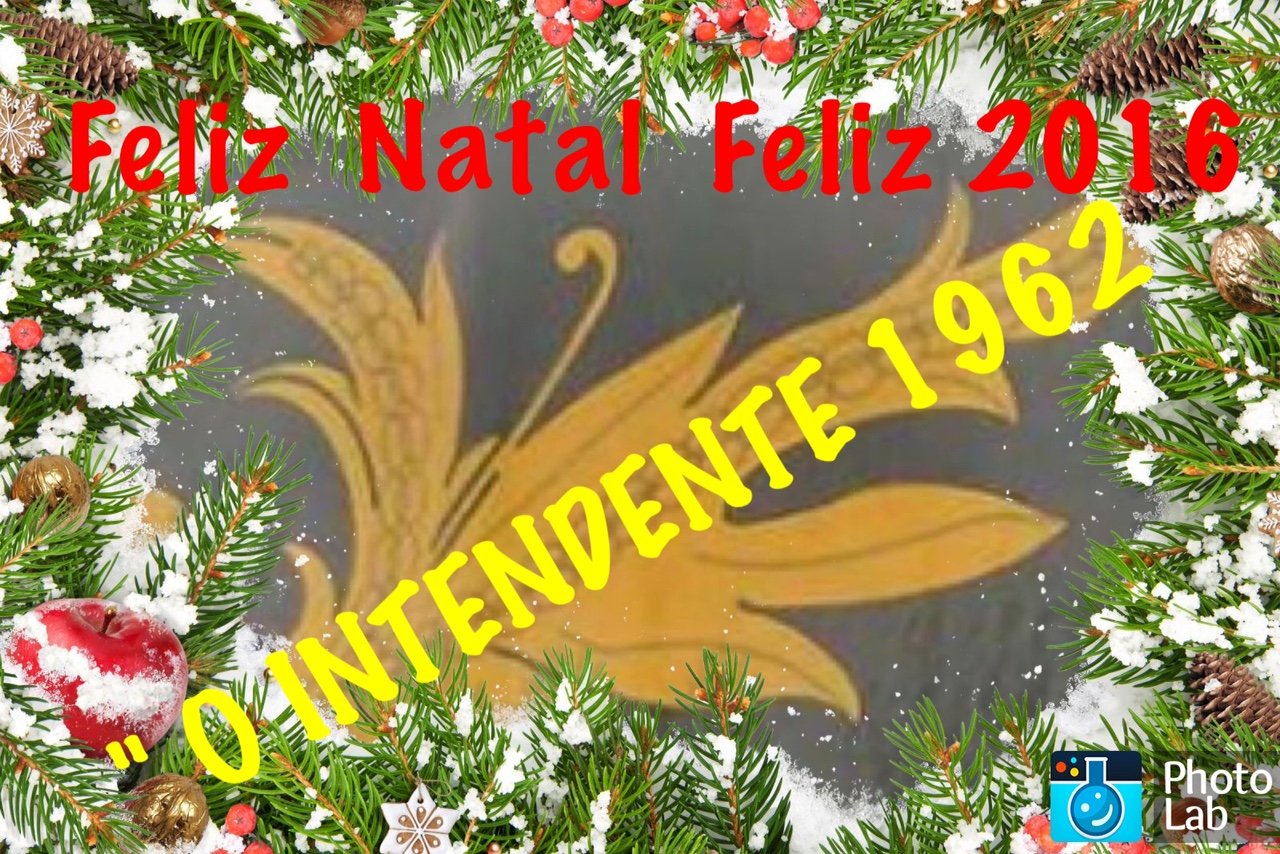 Feliz Natal Feliz 2016
" O INTENDENTE 1962
Photo
Lab